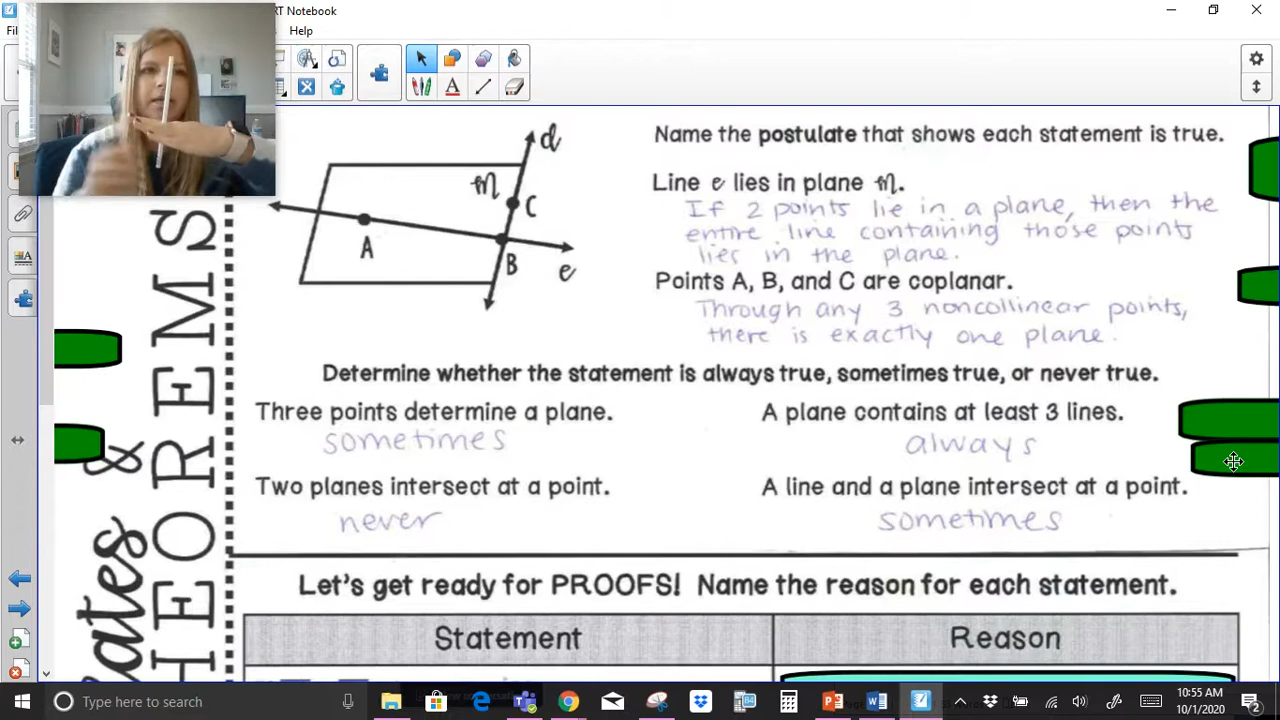 RT Notebook
Help
d
m
C
A
B
e
Name the postulate that shows each statement is true.
Line e lies in plane m.
If 2 points lie in a plane, then the
entire line containing those points
lies in the plane.
Points A, B, and C are coplanar.
Through any 3 noncollinear points,
there is exactly one plane.
Determine whether the statement is always true, sometimes true, or never true.
Three points determine a plane.
sometimes
A plane contains at least 3 lines.
always
Two planes intersect at a point.
never
A line and a plane intersect at a point.
sometimes
&
HEOREMS
Let's get ready for PROOFS! Name the reason for each statement.
Statement
Reason
Type here to search
10:55 AM
10/1/2020
2